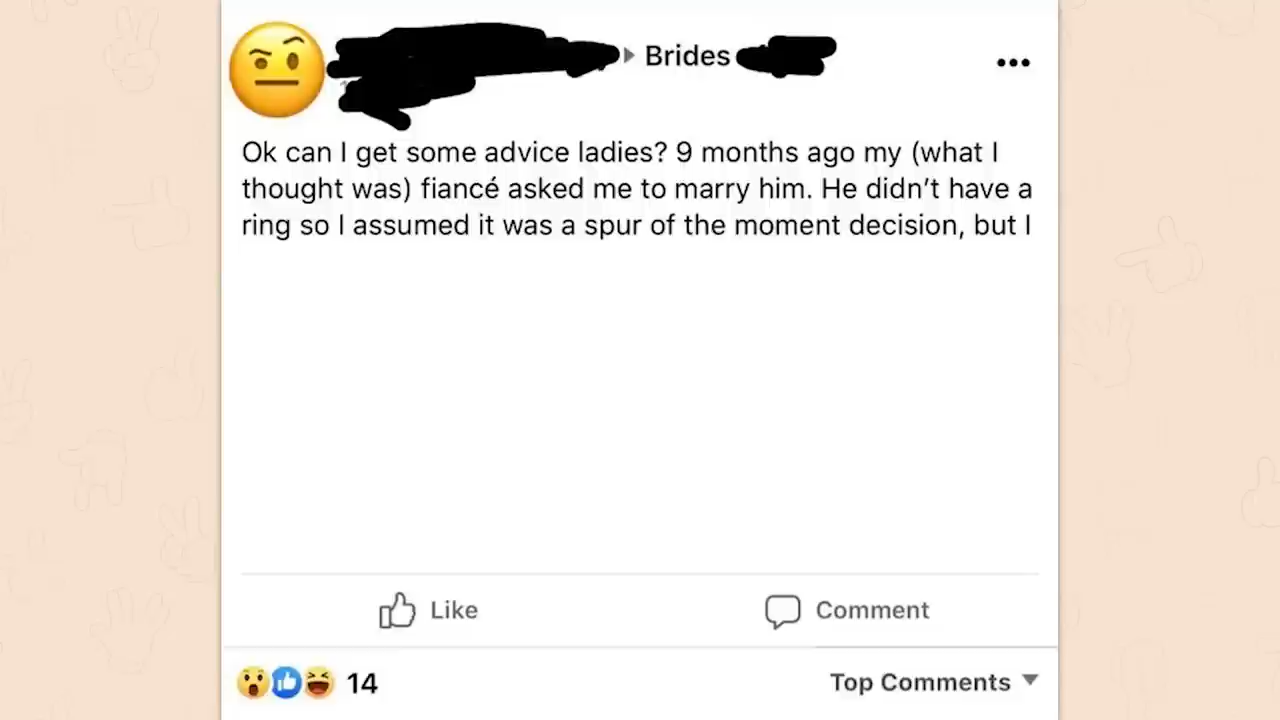 Brides
Ok can I get some advice ladies? 9 months ago my (what I
thought was) fiancé asked me to marry him. He didn’t have a
ring so I assumed it was a spur of the moment decision, but I
Like
Comment
14
Top Comments